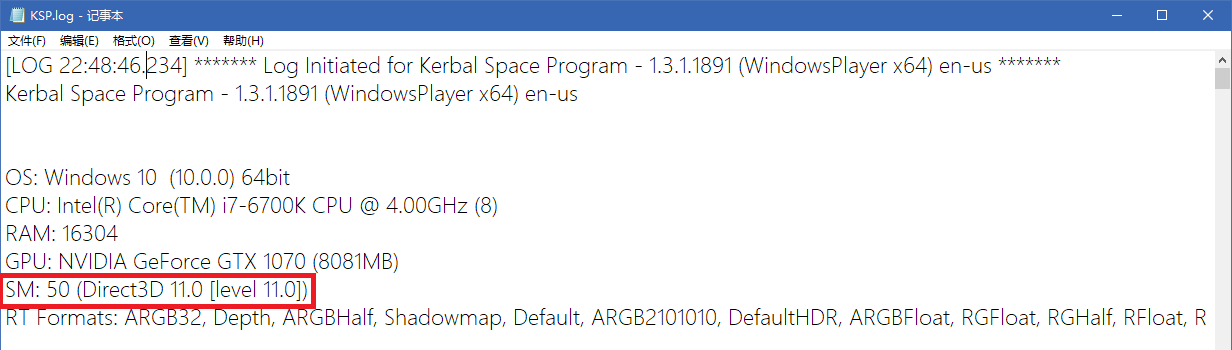 KSP.log - 记事本
文件(F) 编辑(E) 格式(O) 查看(V) 帮助(H)
[LOG 22:48:46.234] ******* Log Initiated for Kerbal Space Program - 1.3.1.1891 (WindowsPlayer x64) en-us *******
Kerbal Space Program - 1.3.1.1891 (WindowsPlayer x64) en-us
OS: Windows 10  (10.0.0) 64bit
CPU: Intel(R) Core(TM) i7-6700K CPU @ 4.00GHz (8)
RAM: 16304
GPU: NVIDIA GeForce GTX 1070 (8081MB)
SM: 50 (Direct3D 11.0 [level 11.0])
RT Formats: ARGB32, Depth, ARGBHalf, Shadowmap, Default, ARGB2101010, DefaultHDR, ARGBFloat, RGFloat, RGHalf, RFloat, R